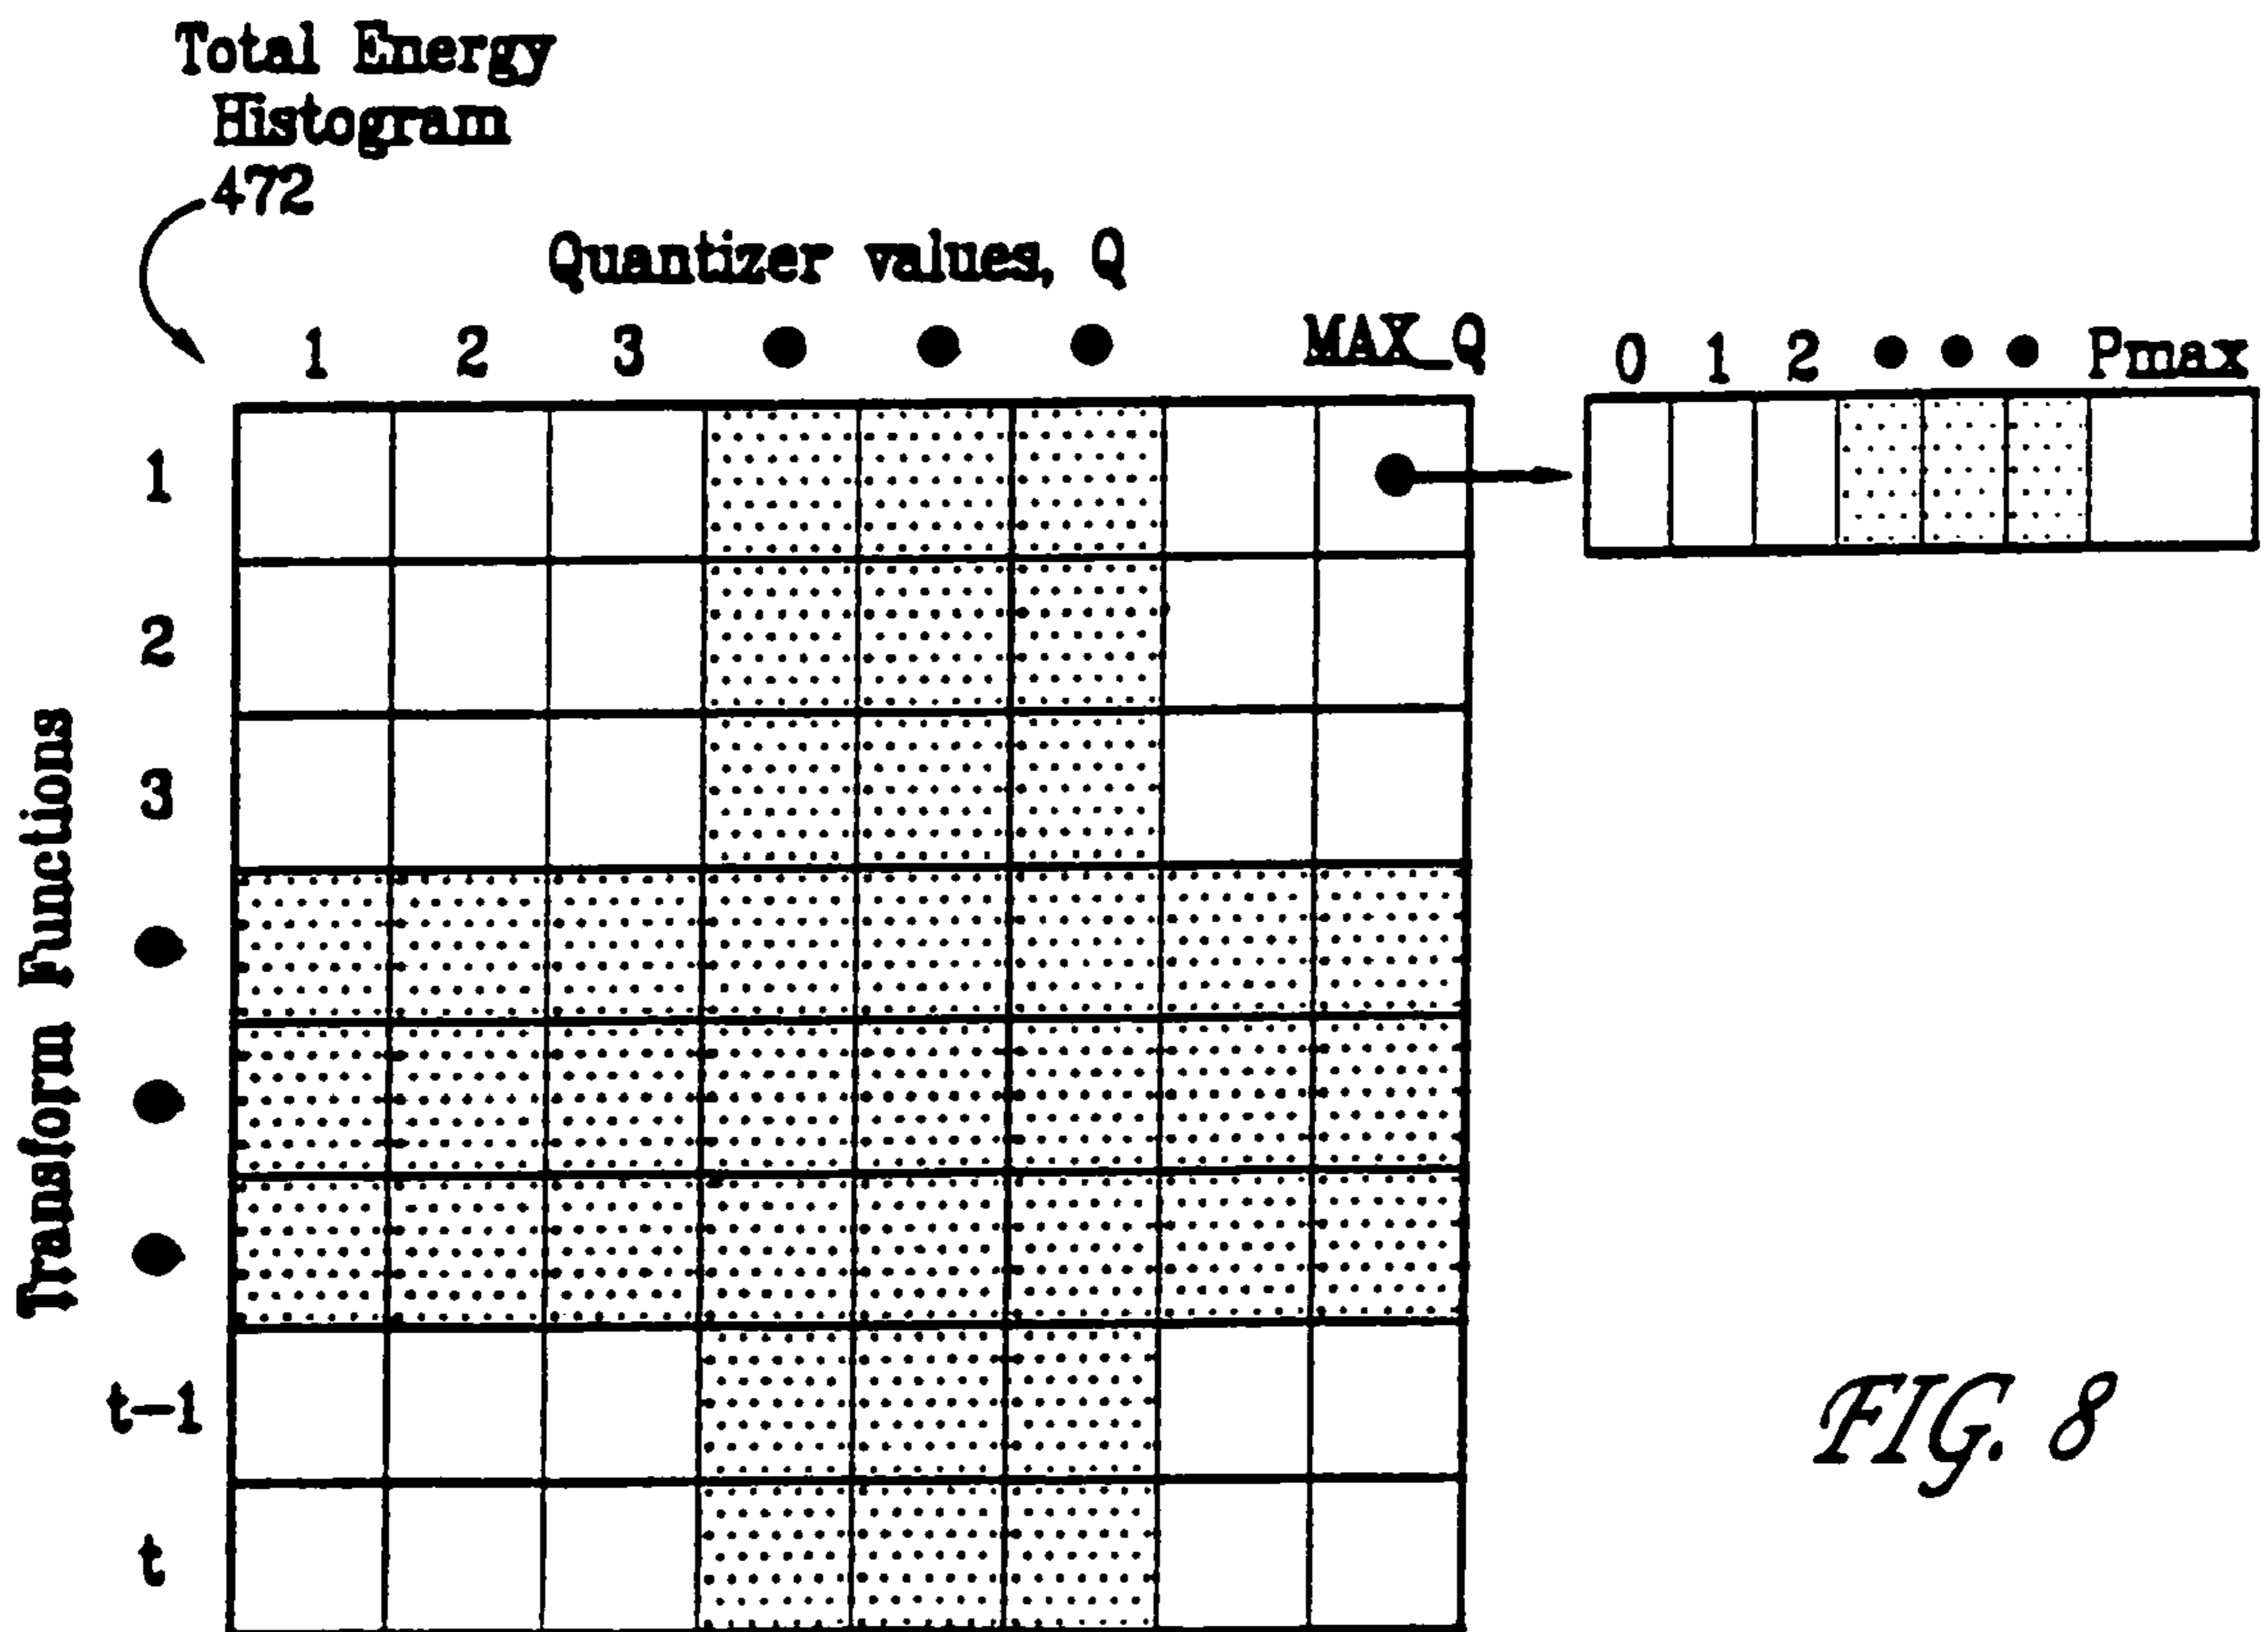 Total Energy
Histogram
472
Quantizer values, Q
1 2 3 ● ● ● MAX_Q
0 1 2 ● ● ● Pmax
Transform Functions
1
2
3
●
●
●
t-1
t
FIG. 8